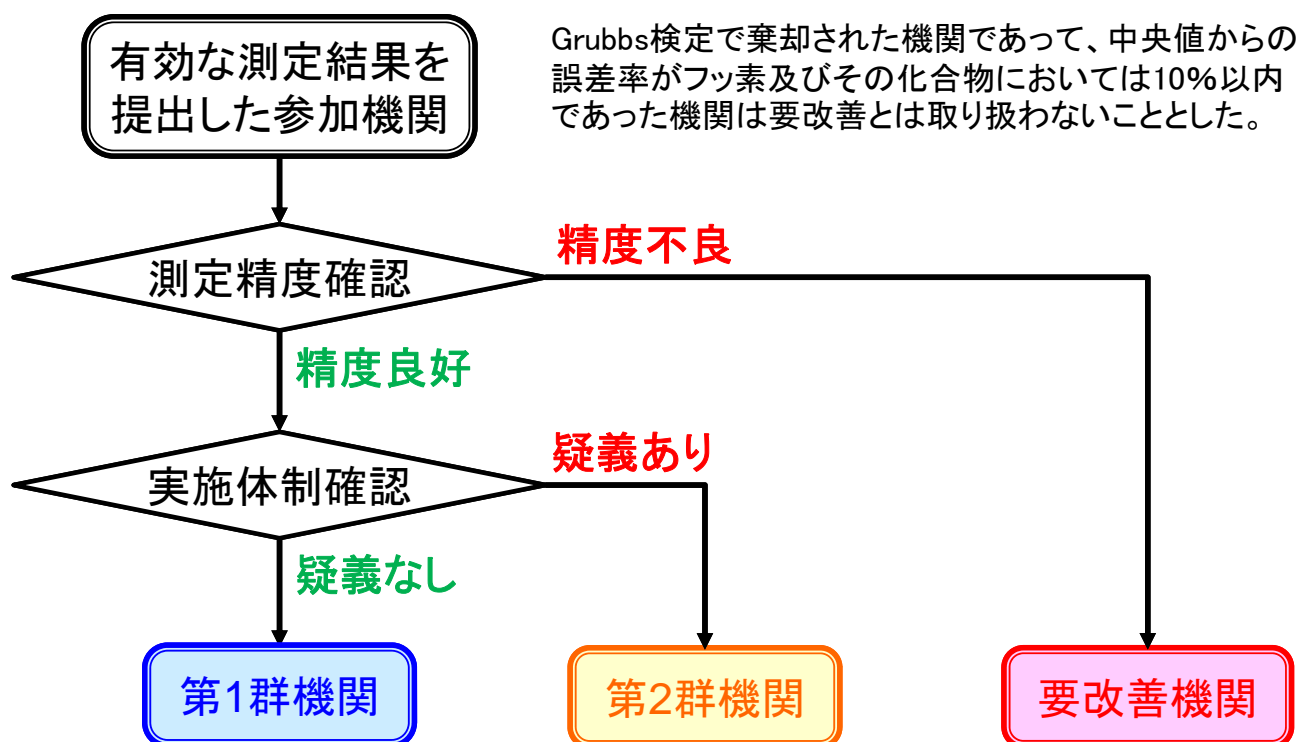 有効な測定結果を
提出した参加機関
Grubbs検定で棄却された機関であって、中央値からの
誤差率がフッ素及びその化合物においては10%以内
であった機関は要改善とは取り扱わないこととした。
測定精度確認
精度不良
精度良好
実施体制確認
疑義あり
疑義なし
第1群機関
第2群機関
要改善機関